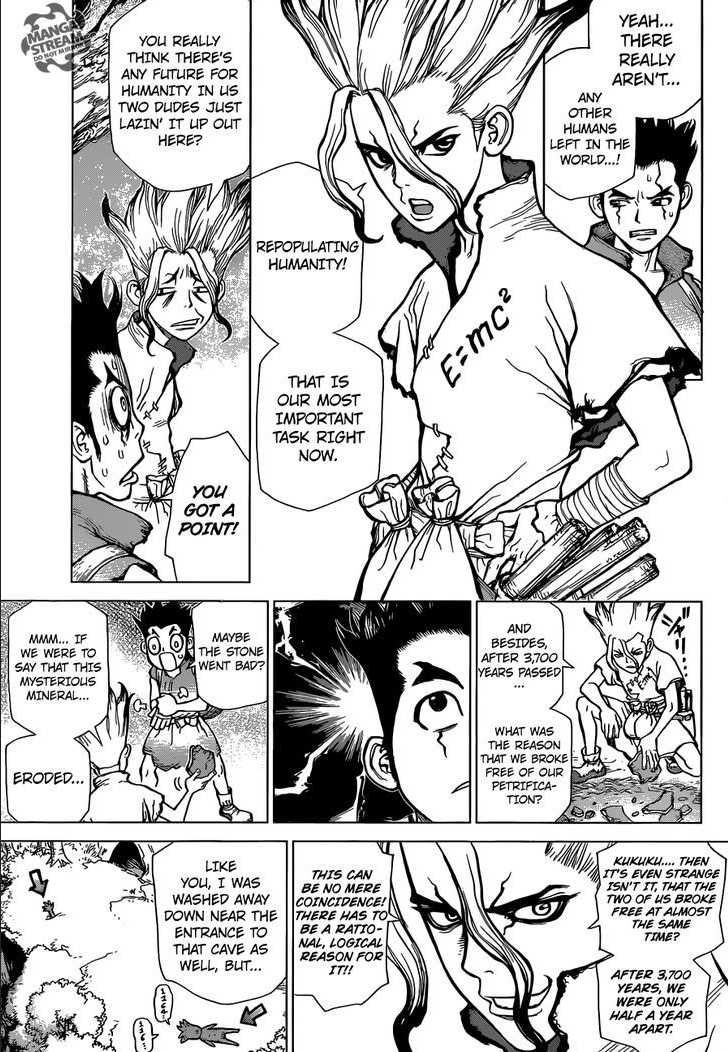 MANGA
STREAM
DO NOT MIRROR
YEAH...
THERE
REALLY
AREN'T...
ANY
OTHER
HUMANS
LEFT IN
THE
WORLD...!
REPOPULATING
HUMANITY!
THAT IS
OUR MOST
IMPORTANT
TASK RIGHT
NOW.
E=mc²
YOU REALLY
THINK THERE'S
ANY FUTURE FOR
HUMANITY IN US
TWO DUDES JUST
LAZIN' IT UP OUT
HERE?
YOU
GOT A
POINT!
AND
BESIDES,
AFTER 3,700
YEARS PASSED
...
WHAT WAS
THE REASON
THAT WE BROKE
FREE OF OUR
PETRIFICA-
TION?
MAYBE
THE STONE
WENT BAD?
MMM... IF
WE WERE TO
SAY THAT THIS
MYSTERIOUS
MINERAL...
ERODED...
KUKUKU.... THEN
IT'S EVEN STRANGE
ISN'T IT, THAT THE
TWO OF US BROKE
FREE AT ALMOST
THE SAME
TIME?
AFTER 3,700
YEARS, WE
WERE ONLY
HALF A YEAR
APART.
THIS CAN
BE NO MERE
COINCIDENCE!
THERE HAS TO
BE A RATIO-
NAL, LOGICAL
REASON FOR
IT!!
LIKE
YOU, I WAS
WASHED AWAY
DOWN NEAR THE
ENTRANCE TO
THAT CAVE AS
WELL, BUT...